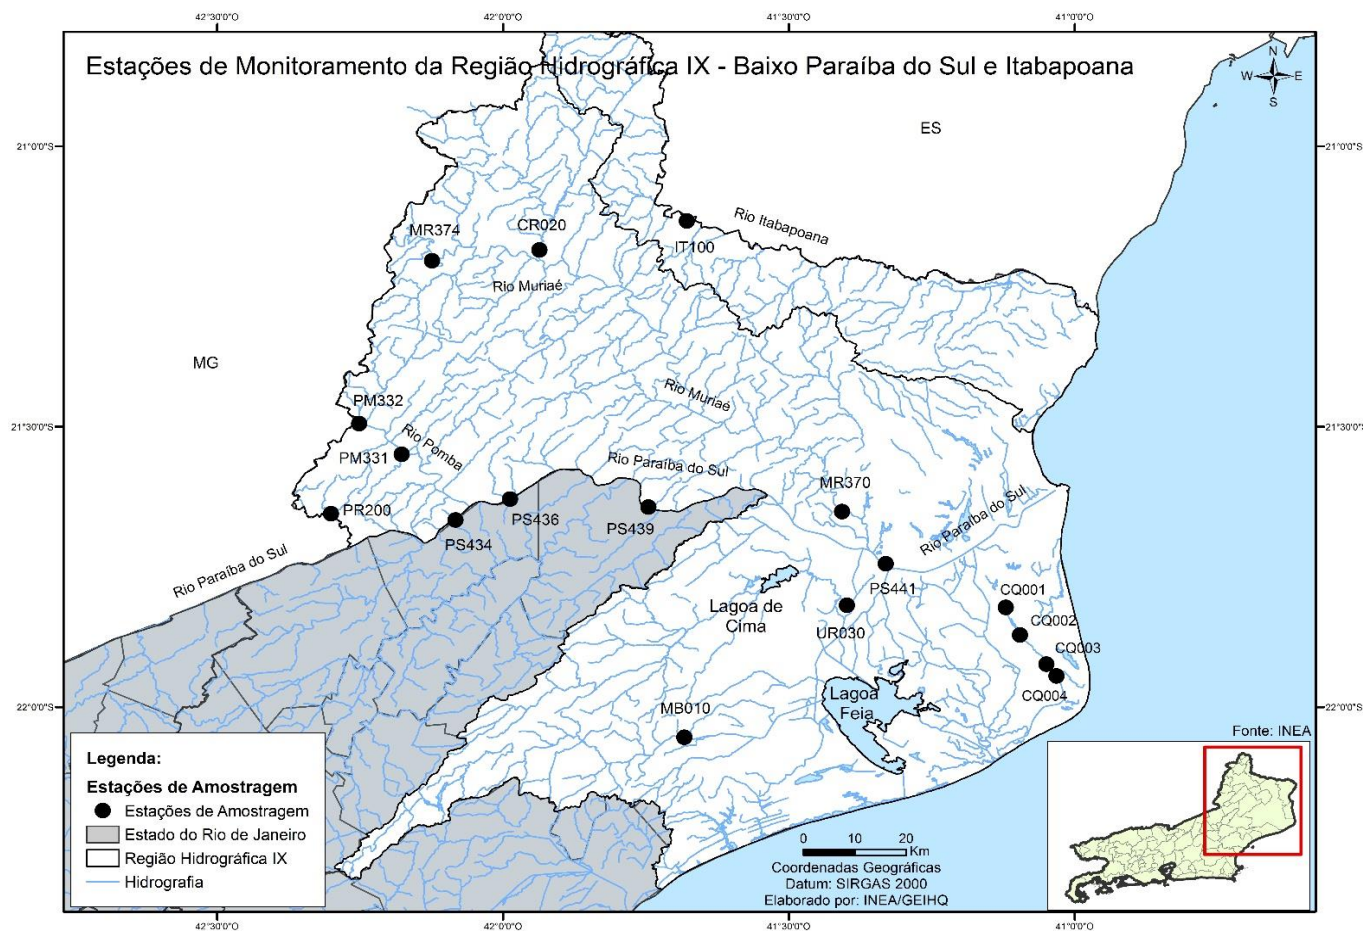 42°30'0"O
42°0'0"O
41°30'0"O
41°0'0"O
Estações de Monitoramento da Região Hidrográfica IX - Baixo Paraíba do Sul e Itabapoana
N
W
E
S
ES
21°0'0"S
21°0'0"S
MR374
CR020
Rio Itabapoana
IT100
Rio Muriaé
MG
Rio Muriaé
PM332
21°30'0"S
21°30'0"S
PM331
Rio Pomba
Rio Paraíba do Sul
MR370
PR200
PS436
PS439
PS434
Rio Paraíba do Sul
Rio Paraíba do Sul
PS441
CQ001
Lagoa de
Cima
UR030
CQ002
CQ003
CQ004
Lagoa
Feia
MB010
22°0'0"S
22°0'0"S
Fonte: INEA
Legenda:
Estações de Amostragem
Estações de Amostragem
Estado do Rio de Janeiro
Região Hidrográfica IX
Hidrografia
0 10 20
Km
Coordenadas Geográficas
Datum: SIRGAS 2000
Elaborado por: INEA/GEIHQ
42°30'0"O
42°0'0"O
41°30'0"O
41°0'0"O